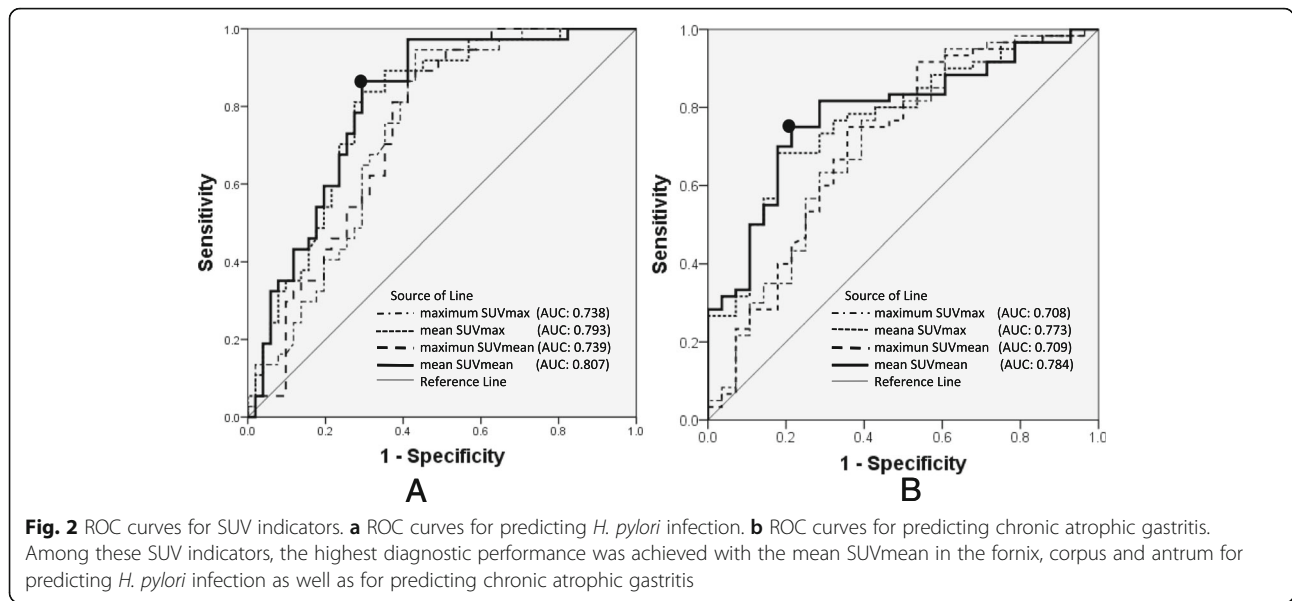 1.0
0.8
0.6
0.4
0.2
0.0
Sensitivity
0.0 0.2 0.4 0.6 0.8 1.0
1 - Specificity
Source of Line
maximum SUVmax (AUC: 0.738)
mean SUVmax (AUC: 0.793)
maximun SUVmean (AUC: 0.739)
mean SUVmean (AUC: 0.807)
Reference Line
A
1.0
0.8
0.6
0.4
0.2
0.0
Sensitivity
0.0 0.2 0.4 0.6 0.8 1.0
1 - Specificity
Source of Line
maximum SUVmax (AUC: 0.708)
meana SUVmax (AUC: 0.773)
maximun SUVmean (AUC: 0.709)
mean SUVmean (AUC: 0.784)
Reference Line
B
Fig. 2 ROC curves for SUV indicators. a ROC curves for predicting H. pylori infection. b ROC curves for predicting chronic atrophic gastritis.
Among these SUV indicators, the highest diagnostic performance was achieved with the mean SUVmean in the fornix, corpus and antrum for
predicting H. pylori infection as well as for predicting chronic atrophic gastritis